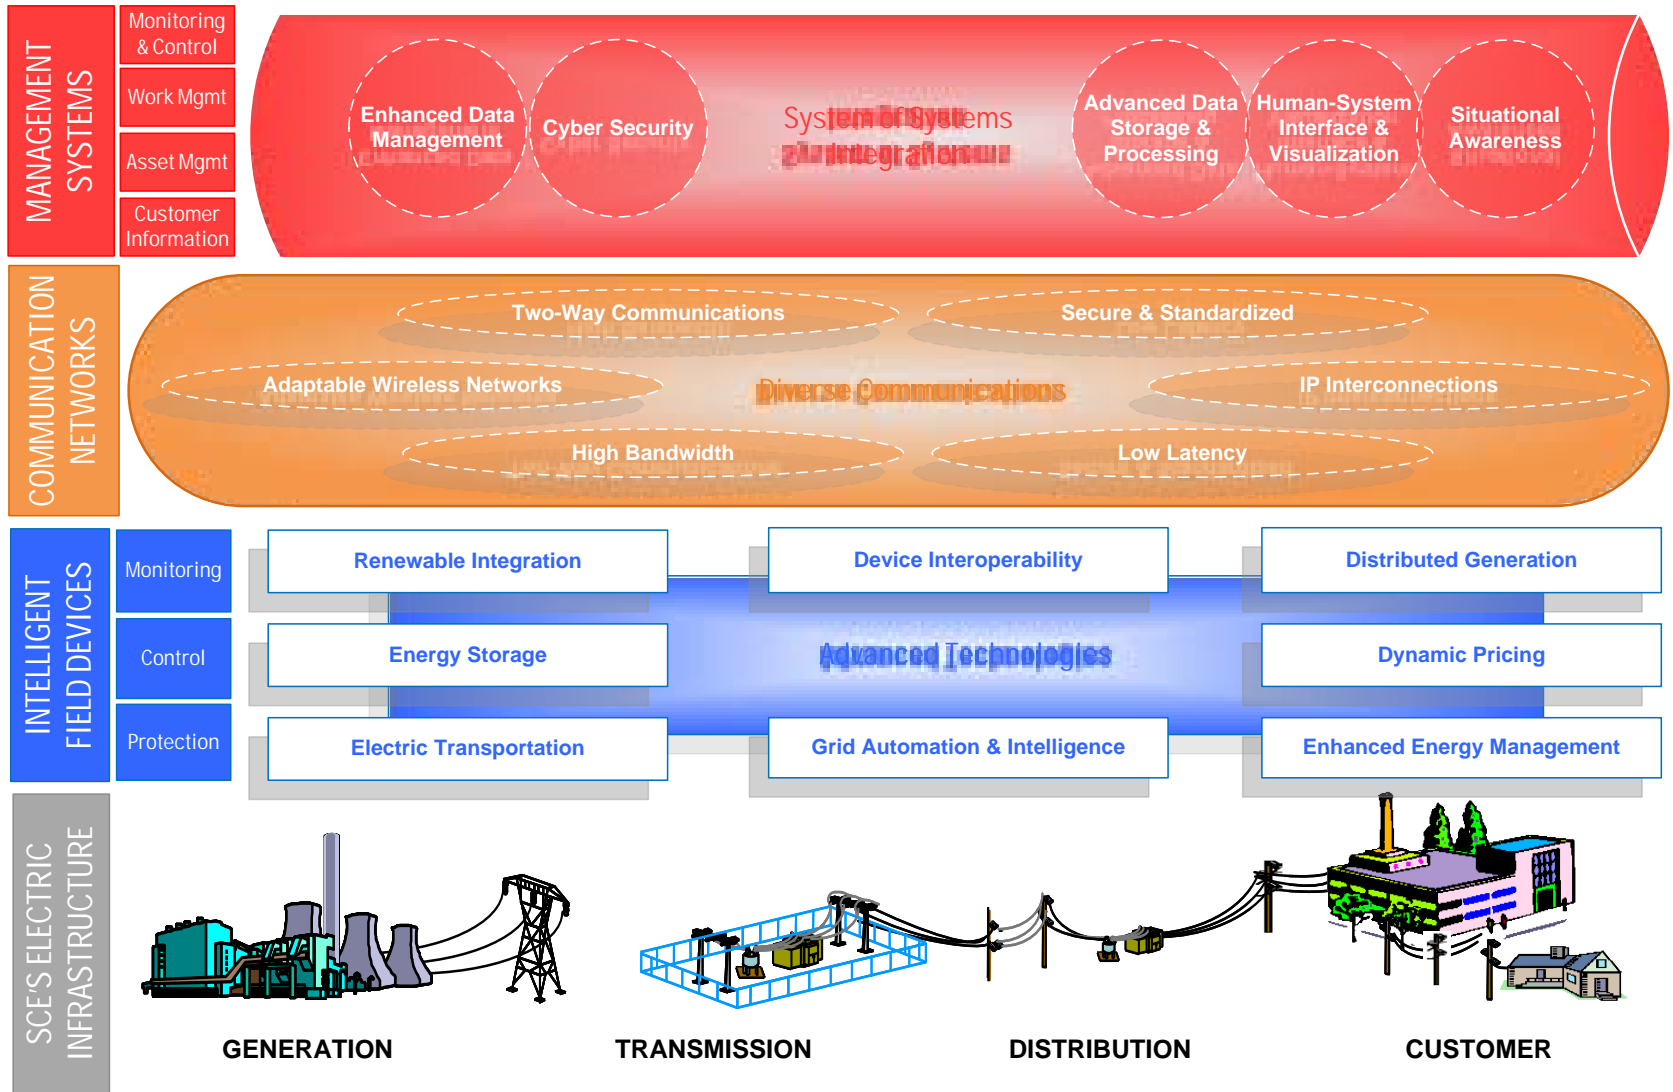 MANAGEMENT
SYSTEMS
Monitoring
& Control
Work Mgmt
Asset Mgmt
Customer
Information
Enhanced Data
Management
Cyber Security
System of Systems
Integration
Advanced Data
Storage &
Processing
Human-System
Interface &
Visualization
Situational
Awareness
COMMUNICATION
NETWORKS
Two-Way Communications
Secure & Standardized
Adaptable Wireless Networks
Diverse Communications
IP Interconnections
High Bandwidth
Low Latency
INTELLIGENT
FIELD DEVICES
Monitoring
Control
Protection
Renewable Integration
Device Interoperability
Distributed Generation
Energy Storage
Advanced Technologies
Dynamic Pricing
Electric Transportation
Grid Automation & Intelligence
Enhanced Energy Management
SCE'S ELECTRIC
INFRASTRUCTURE
GENERATION
TRANSMISSION
DISTRIBUTION
CUSTOMER